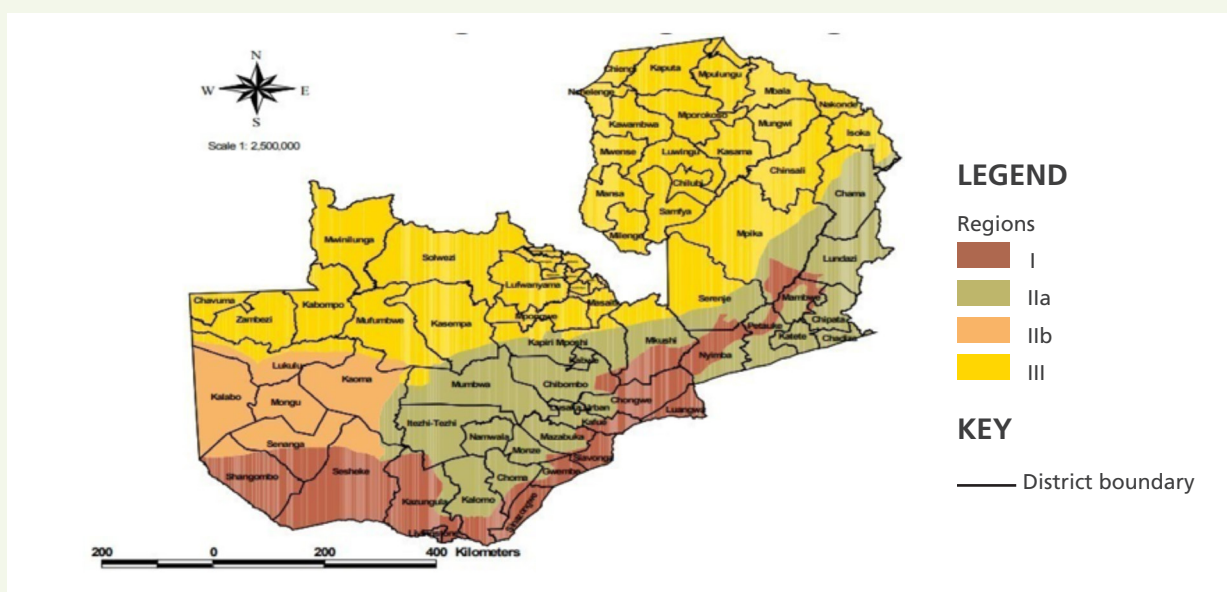 N
W E
S
Scale 1: 2,500,000
Chiengi
Kaputa
Mpulungu
Nchelenge
Mbala
Nakonde
Kawambwa
Mporokoso
Mungwi
Isoka
Mwense
Luwingu
Kasama
Chinsali
Chilubi
Mansa
Samfya
Chama
Milenge
Mpika
Mwinilunga
Solwezi
Lundazi
Lufwanyama
Chavuma
Kabompo
Zambezi
Mufumbwe
Kasempa
Mpongwe
Masaiti
Serenje
Mambwe
Petauke
Chipata
Katete
Chadiza
Kapiri Mposhi
Mkushi
Kabwe
Nyimba
Lukulu
Kaoma
Mumbwa
Chibombo
Kalabo
Mongu
Chongwe
Lusaka Urban
Luangwa
Itezhi-Tezhi
Kafue
Senanga
Namwala
Mazabuka
Monze
Siavonga
Shangombo
Sesheke
Gwembe
Choma
Kazungula
Kalomo
Sinazongwe
Livingstone
200 0 200 400 Kilometers
LEGEND
Regions
I
IIa
IIb
III
KEY
District boundary